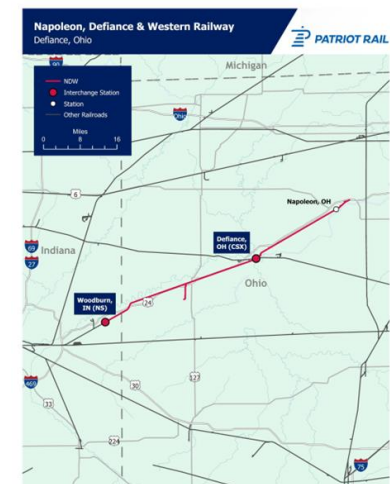 Napoleon, Defiance & Western Railway
Defiance, Ohio
PATRIOT RAIL
Michigan
NDW
Interchange Station
Station
Other Railroads
Miles
0 8 16
Ohio
6
Napoleon, OH
Defiance,
OH (CSX)
Indiana
69
27
Ohio
Woodburn,
IN (NS)
24
127
469
30
33
224
75